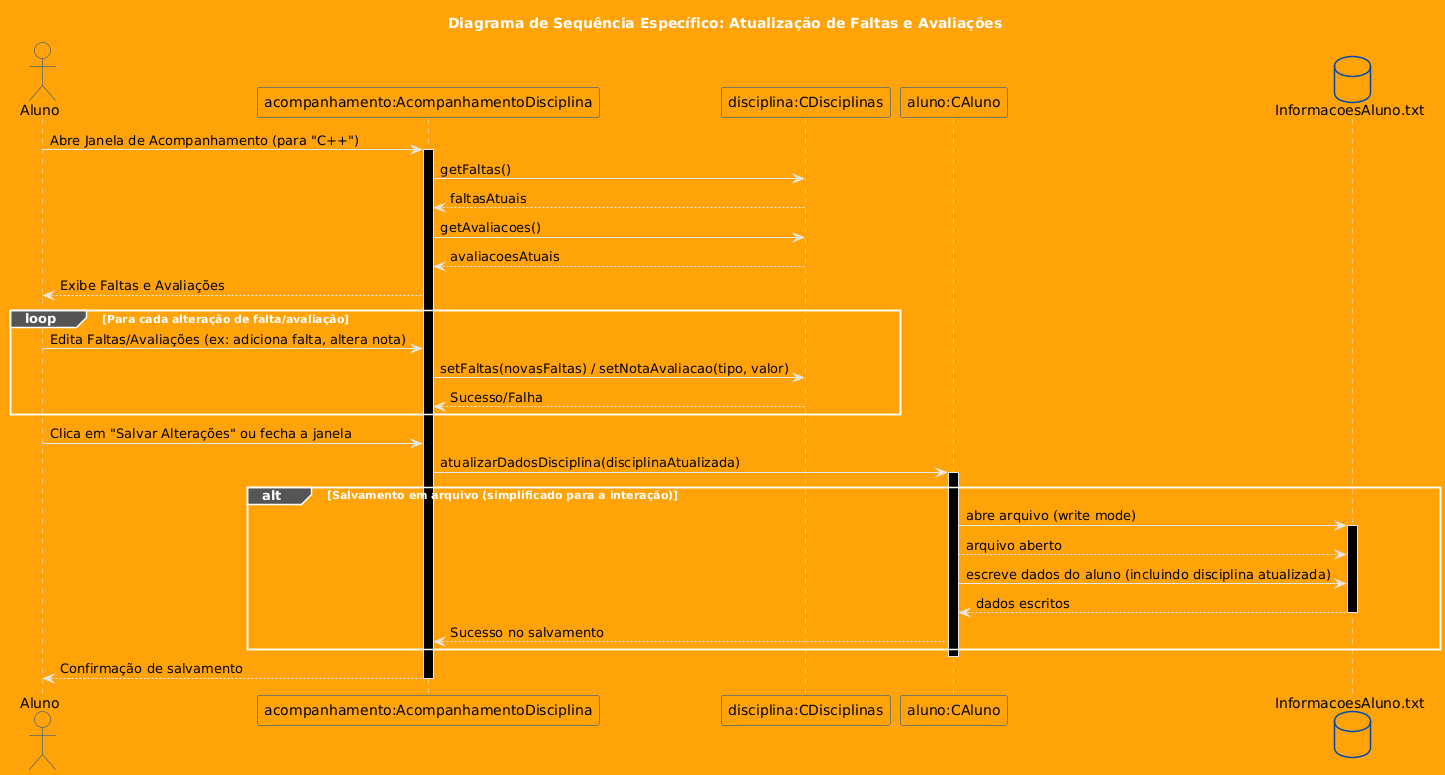 Diagrama de Sequência Específico: Atualização de Faltas e Avaliações
Aluno
acompanhamento:AcompanhamentoDisciplina
disciplina:CDisciplinas
aluno:CAluno
InformacoesAluno.txt
Abre Janela de Acompanhamento (para "C++")
getFaltas()
faltasAtuais
getAvaliacoes()
avaliacoesAtuais
Exibe Faltas e Avaliações
loop
[Para cada alteração de falta/avaliação]
Edita Faltas/Avaliações (ex: adiciona falta, altera nota)
setFaltas(novasFaltas) / setNotaAvaliacao(tipo, valor)
Sucesso/Falha
Clica em "Salvar Alterações" ou fecha a janela
atualizarDadosDisciplina(disciplinaAtualizada)
alt
[Salvamento em arquivo (simplificado para a interação)]
abre arquivo (write mode)
arquivo aberto
escreve dados do aluno (incluindo disciplina atualizada)
dados escritos
Sucesso no salvamento
Confirmação de salvamento
Aluno
acompanhamento:AcompanhamentoDisciplina
disciplina:CDisciplinas
aluno:CAluno
InformacoesAluno.txt